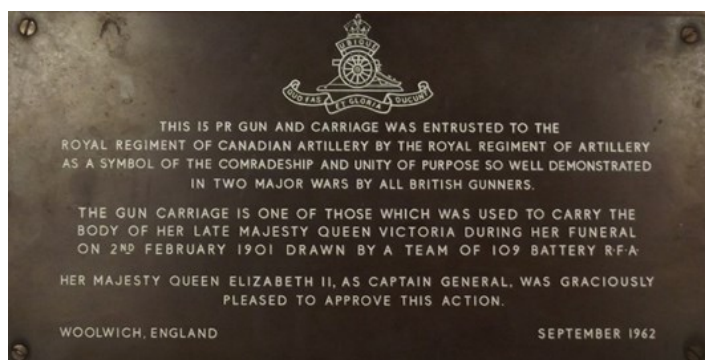 UBIQUE
QUO FAS ET GLORIA DUCUNT
THIS 15 PR GUN AND CARRIAGE WAS ENTRUSTED TO THE
ROYAL REGIMENT OF CANADIAN ARTILLERY BY THE ROYAL REGIMENT OF ARTILLERY
AS A SYMBOL OF THE COMRADESHIP AND UNITY OF PURPOSE SO WELL DEMONSTRATED
IN TWO MAJOR WARS BY ALL BRITISH GUNNERS.
THE GUN CARRIAGE IS ONE OF THOSE WHICH WAS USED TO CARRY THE
BODY OF HER LATE MAJESTY QUEEN VICTORIA DURING HER FUNERAL
ON 2ND FEBRUARY 1901 DRAWN BY A TEAM OF 109 BATTERY R·F·A·
HER MAJESTY QUEEN ELIZABETH II, AS CAPTAIN GENERAL, WAS GRACIOUSLY
PLEASED TO APPROVE THIS ACTION.
WOOLWICH, ENGLAND SEPTEMBER 1962